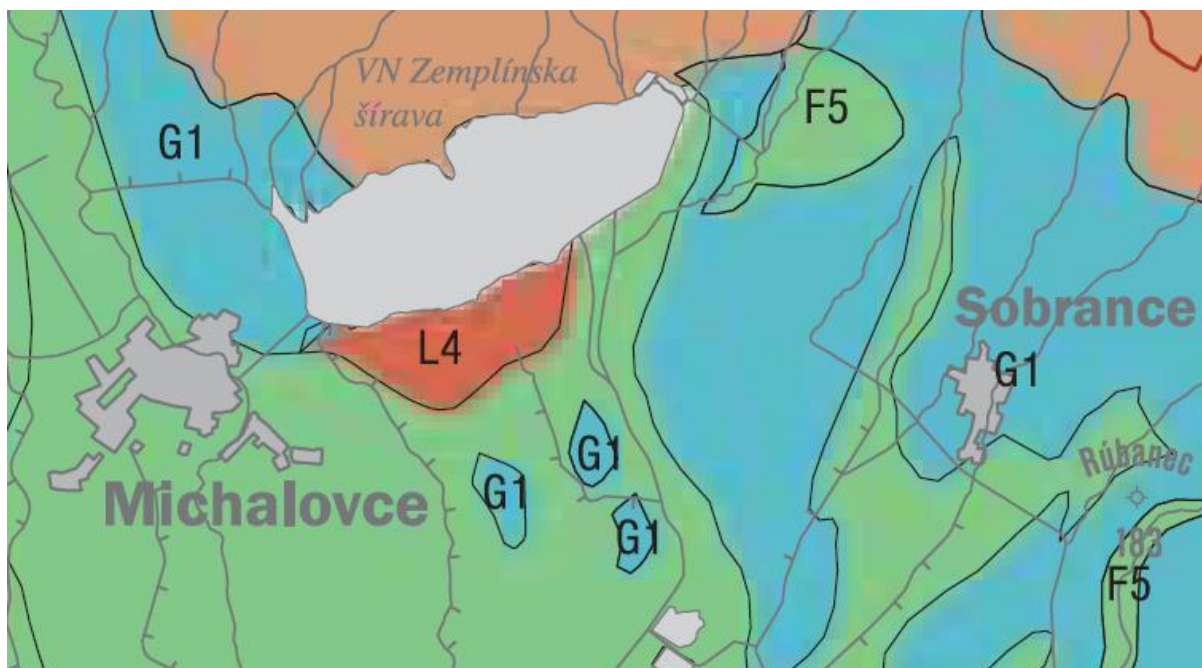 VN Zemplínska
šírava
F5
G1
Sobrance
L4
G1
Rúbanec
G1
G1
Michalovce
G1
183
F5